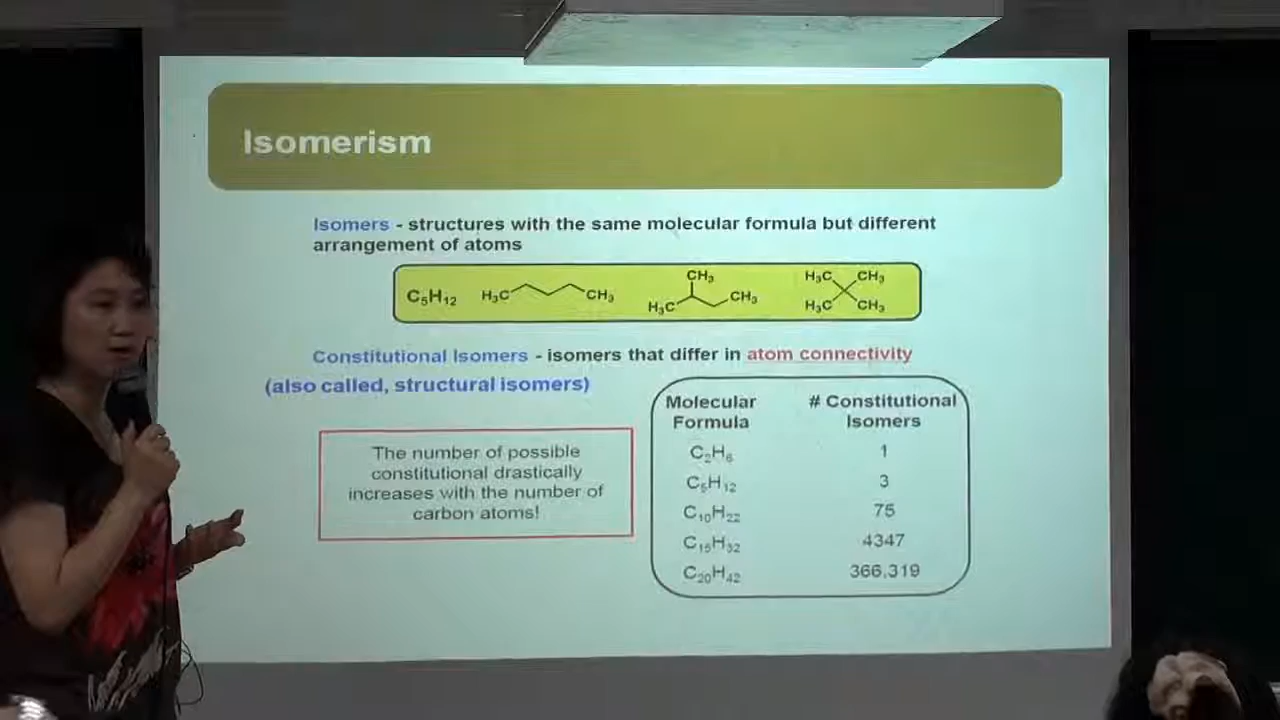 Isomerism
Isomers - structures with the same molecular formula but different
arrangement of atoms
C₅H₁₂ H₃C CH₃ CH₃ H₃C CH₃ H₃C CH₃ H₃C CH₃
Constitutional Isomers - isomers that differ in atom connectivity
(also called, structural isomers)
The number of possible
constitutional drastically
increases with the number of
carbon atoms!
Molecular Formula # Constitutional Isomers
C₂H₆ 1
C₅H₁₂ 3
C₁₀H₂₂ 75
C₁₅H₃₂ 4347
C₂₀H₄₂ 366,319